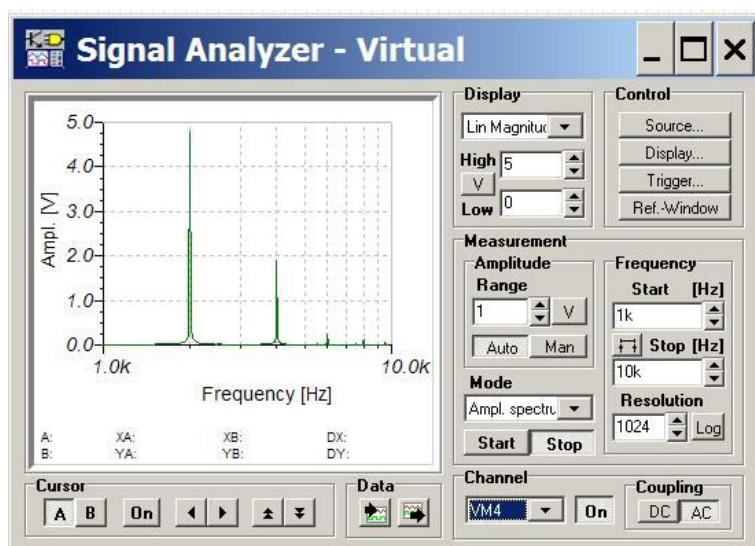 Signal Analyzer - Virtual
5.0
4.0
3.0
2.0
1.0
0.0
Ampl. [V]
1.0k
10.0k
Frequency [Hz]
A: XA: XB: DX:
B: YA: YB: DY:
Display
Lin Magnituc
High 5
V
Low 0
Control
Source...
Display...
Trigger...
Ref.-Window
Measurement
Amplitude
Range
1 V
Auto Man
Mode
Ampl. spectru
Start Stop
Frequency
Start [Hz]
1k
Stop [Hz]
10k
Resolution
1024 Log
Cursor
A B On
Data
Channel
VM4 On
Coupling
DC AC